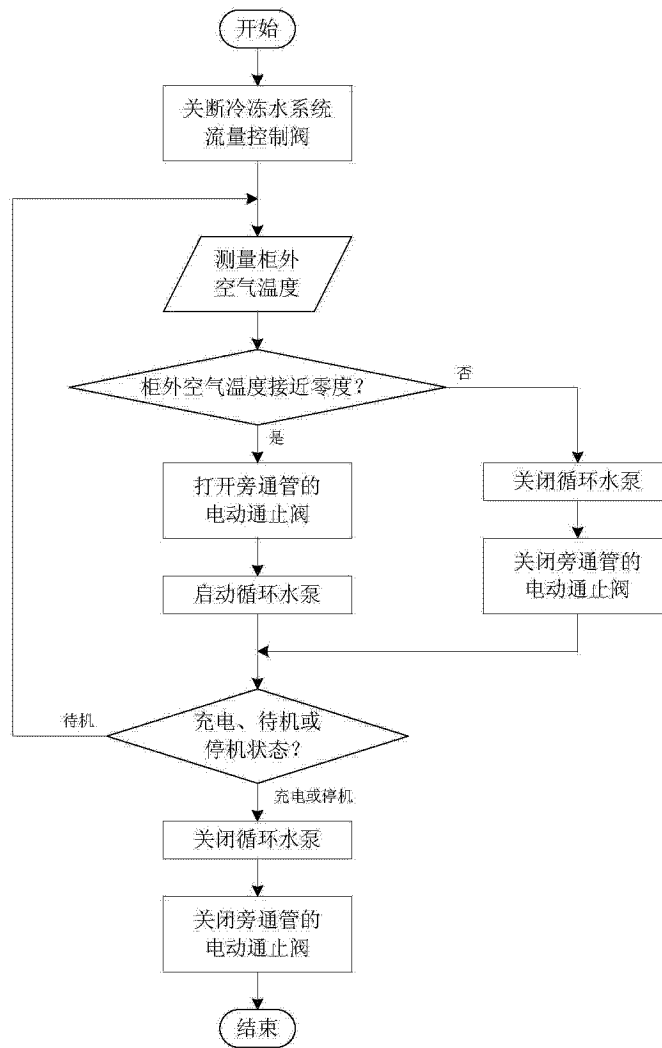 开始
关断冷冻水系统
流量控制阀
测量柜外
空气温度
柜外空气温度接近零度？
否
是
打开旁通管的
电动通止阀
关闭循环水泵
启动循环水泵
关闭旁通管的
电动通止阀
待机
充电、待机或
停机状态？
充电或停机
关闭循环水泵
关闭旁通管的
电动通止阀
结束